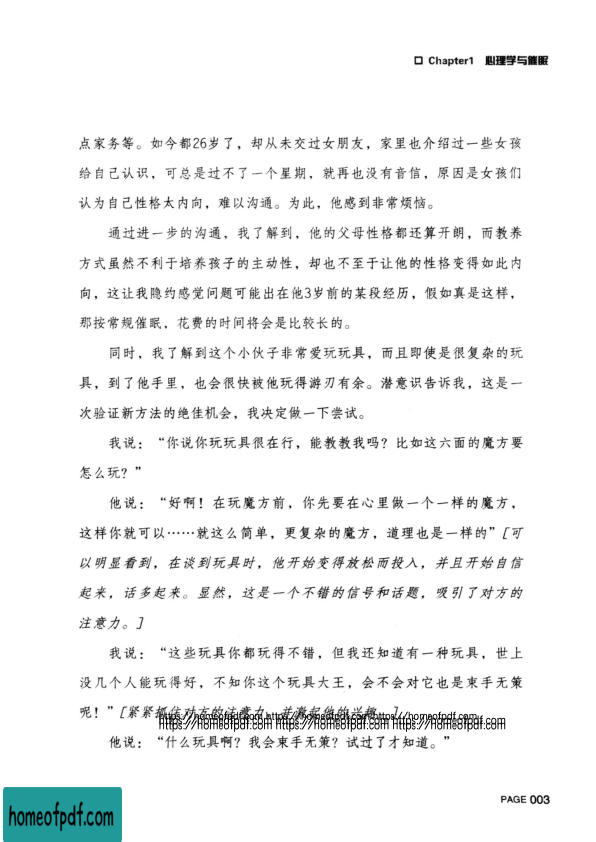 Chapter1 心理学与催眠
点家务等。如今都26岁了，却从未交过女朋友，家里也介绍过一些女孩
给自己认识，可总是过不了一个星期，就再也没有音信，原因是女孩们
认为自己性格太内向，难以沟通。为此，他感到非常烦恼。
通过进一步的沟通，我了解到，他的父母性格都还算开朗，而教养
方式虽然不利于培养孩子的主动性，却也不至于让他的性格变得如此内
向，这让我隐约感觉问题可能出在他3岁前的某段经历，假如真是这样，
那按常规催眠，花费的时间将会是比较长的。
同时，我了解到这个小伙子非常爱玩玩具，而且即使是很复杂的玩
具，到了他手里，也会很快被他玩得游刃有余。潜意识告诉我，这是一
次验证新方法的绝佳机会，我决定做一下尝试。
我说：“你说你玩玩具很在行，能教教我吗？比如这六面的魔方要
怎么玩？”
他说：“好啊！在玩魔方前，你先要在心里做一个一样的魔方，
这样你就可以……就这么简单，更复杂的魔方，道理也是一样的”[可
以明显看到，在谈到玩具时，他开始变得放松而投入，并且开始自信
起来，话多起来。显然，这是一个不错的信号和话题，吸引了对方的
注意力。]
我说：“这些玩具你都玩得不错，但我还知道有一种玩具，世上
没几个人能玩得好，不知你这个玩具大王，会不会对它也是束手无策
呢！”[紧紧抓住对方的注意力，并激起他的兴趣。]
https://homeofpdf.com https://homeofpdf.com https://homeofpdf.com
https://homeofpdf.com https://homeofpdf.com https://homeofpdf.com
他说：“什么玩具啊？我会束手无策？试过了才知道。”
PAGE 003
homeofpdf.com